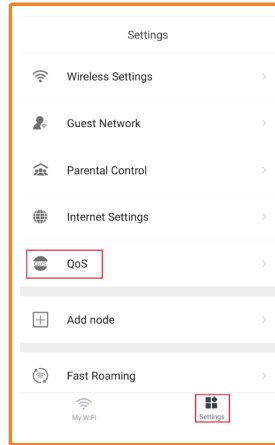 Settings
Wireless Settings
Guest Network
Parental Control
Internet Settings
QoS
Add node
Fast Roaming
My WiFi
Settings